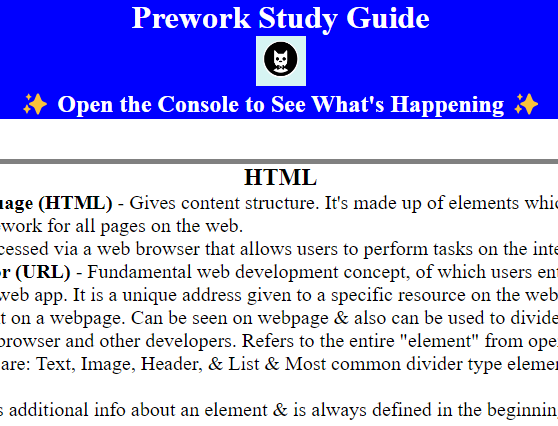 Prework Study Guide
✨ Open the Console to See What's Happening ✨
HTML
uage (HTML) - Gives content structure. It's made up of elements whic
work for all pages on the web.
cessed via a web browser that allows users to perform tasks on the inte
or (URL) - Fundamental web development concept, of which users ent
web app. It is a unique address given to a specific resource on the web
t on a webpage. Can be seen on webpage & also can be used to divide
browser and other developers. Refers to the entire "element" from ope
are: Text, Image, Header, & List & Most common divider type elemen
s additional info about an element & is always defined in the beginning